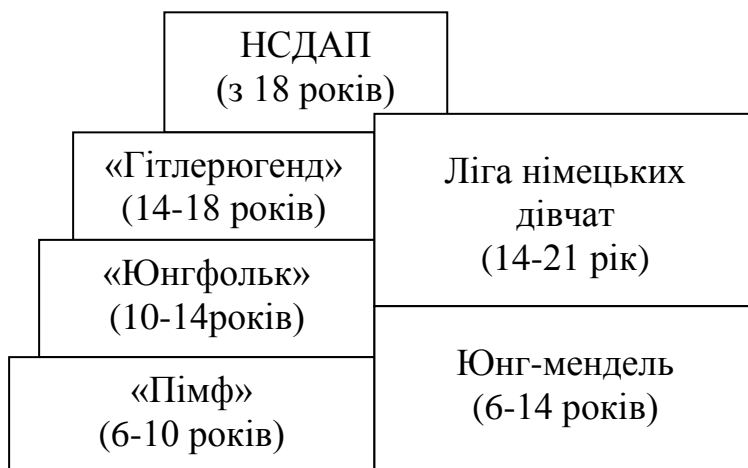 НСДАП
(з 18 років)
«Гітлерюгенд»
(14-18 років)
Ліга німецьких
дівчат
(14-21 рік)
«Юнгфольк»
(10-14років)
«Пімф»
(6-10 років)
Юнг-мендель
(6-14 років)